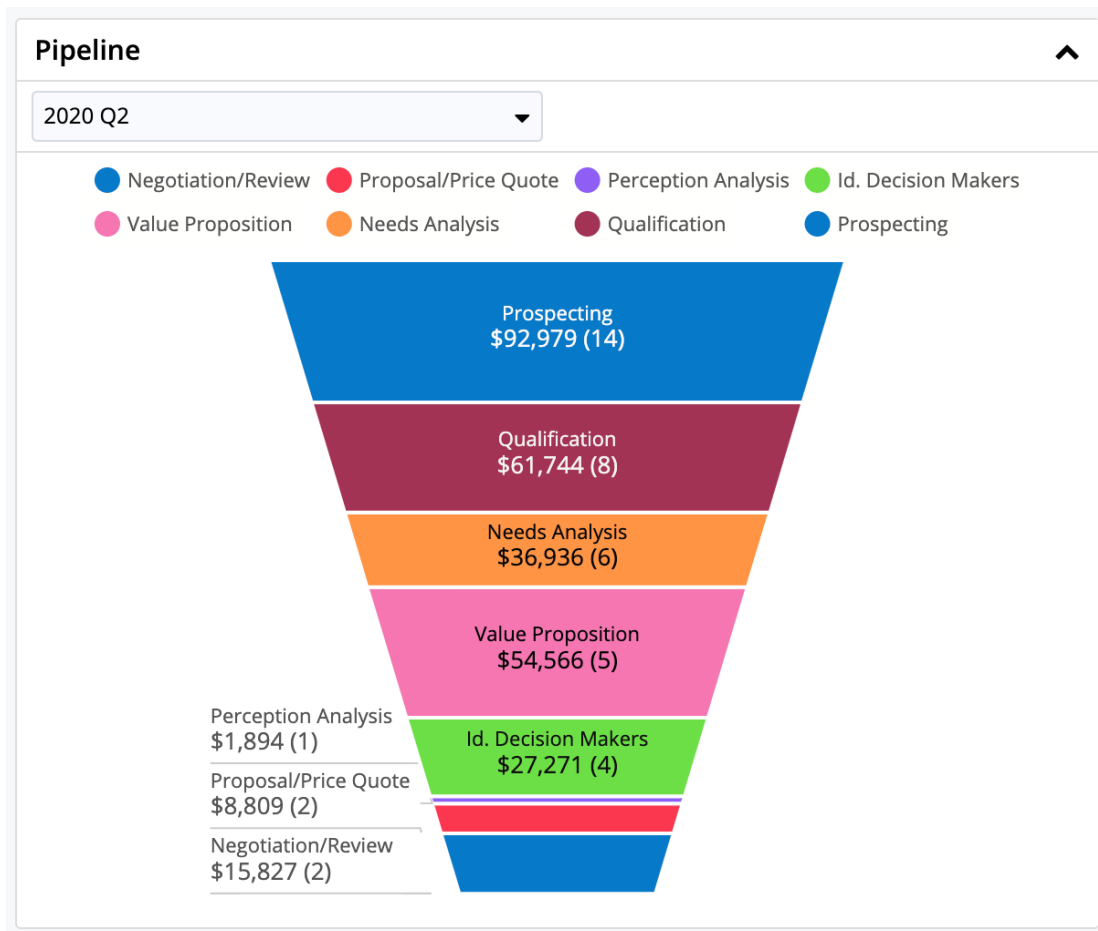 Pipeline
2020 Q2
Negotiation/Review Proposal/Price Quote Perception Analysis Id. Decision Makers
Value Proposition Needs Analysis Qualification Prospecting
Prospecting
$92,979 (14)
Qualification
$61,744 (8)
Needs Analysis
$36,936 (6)
Value Proposition
$54,566 (5)
Id. Decision Makers
$27,271 (4)
Perception Analysis
$1,894 (1)
Proposal/Price Quote
$8,809 (2)
Negotiation/Review
$15,827 (2)